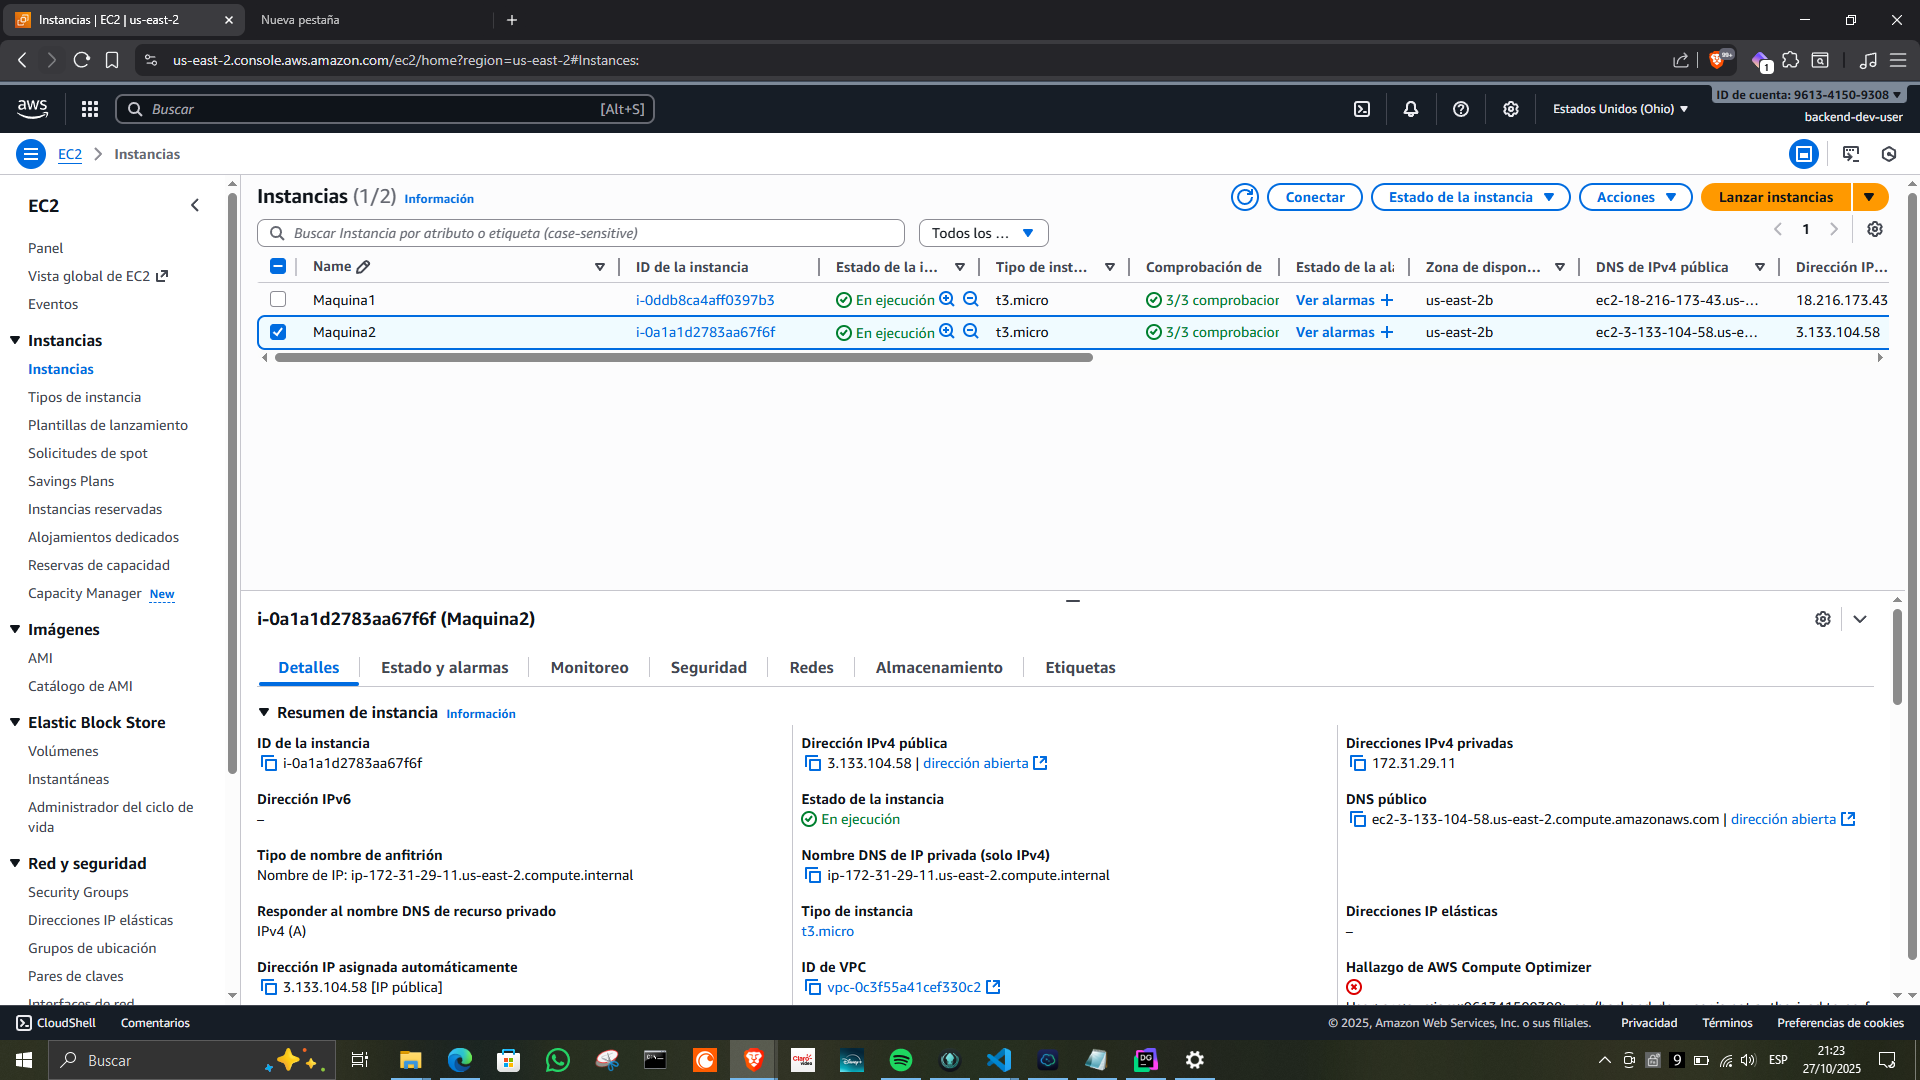 Instancias | EC2 | us-east-2
Nueva pestaña
us-east-2.console.aws.amazon.com/ec2/home?region=us-east-2#Instances:
99+
1
aws
Buscar
[Alt+S]
Estados Unidos (Ohio)
ID de cuenta: 9613-4150-9308
backend-dev-user
EC2
Instancias
EC2
Panel
Vista global de EC2
Eventos
Instancias
Instancias
Tipos de instancia
Plantillas de lanzamiento
Solicitudes de spot
Savings Plans
Instancias reservadas
Alojamientos dedicados
Reservas de capacidad
Capacity Manager New
Imágenes
AMI
Catálogo de AMI
Elastic Block Store
Volúmenes
Instantáneas
Administrador del ciclo de
vida
Red y seguridad
Security Groups
Direcciones IP elásticas
Grupos de ubicación
Pares de claves
Interfaces de red
Instancias (1/2) Información
Conectar
Estado de la instancia
Acciones
Lanzar instancias
Buscar Instancia por atributo o etiqueta (case-sensitive)
Todos los ...
1
Name ID de la instancia Estado de la i... Tipo de inst... Comprobación de Estado de la ala Zona de dispon... DNS de IPv4 pública Dirección IP...
Maquina1 i-0ddb8ca4aff0397b3 En ejecución t3.micro 3/3 comprobacior Ver alarmas + us-east-2b ec2-18-216-173-43.us-... 18.216.173.43
Maquina2 i-0a1a1d2783aa67f6f En ejecución t3.micro 3/3 comprobacior Ver alarmas + us-east-2b ec2-3-133-104-58.us-e... 3.133.104.58
i-0a1a1d2783aa67f6f (Maquina2)
Detalles
Estado y alarmas
Monitoreo
Seguridad
Redes
Almacenamiento
Etiquetas
Resumen de instancia Información
ID de la instancia
i-0a1a1d2783aa67f6f
Dirección IPv4 pública
3.133.104.58 | dirección abierta
Direcciones IPv4 privadas
172.31.29.11
Dirección IPv6
–
Estado de la instancia
En ejecución
DNS público
ec2-3-133-104-58.us-east-2.compute.amazonaws.com | dirección abierta
Tipo de nombre de anfitrión
Nombre de IP: ip-172-31-29-11.us-east-2.compute.internal
Nombre DNS de IP privada (solo IPv4)
ip-172-31-29-11.us-east-2.compute.internal
Responder al nombre DNS de recurso privado
IPv4 (A)
Tipo de instancia
t3.micro
Direcciones IP elásticas
–
Dirección IP asignada automáticamente
3.133.104.58 [IP pública]
ID de VPC
vpc-0c3f55a41cef330c2
Hallazgo de AWS Compute Optimizer
CloudShell
Comentarios
© 2025, Amazon Web Services, Inc. o sus filiales.
Privacidad
Términos
Preferencias de cookies
Buscar
9
ESP
21:23
27/10/2025